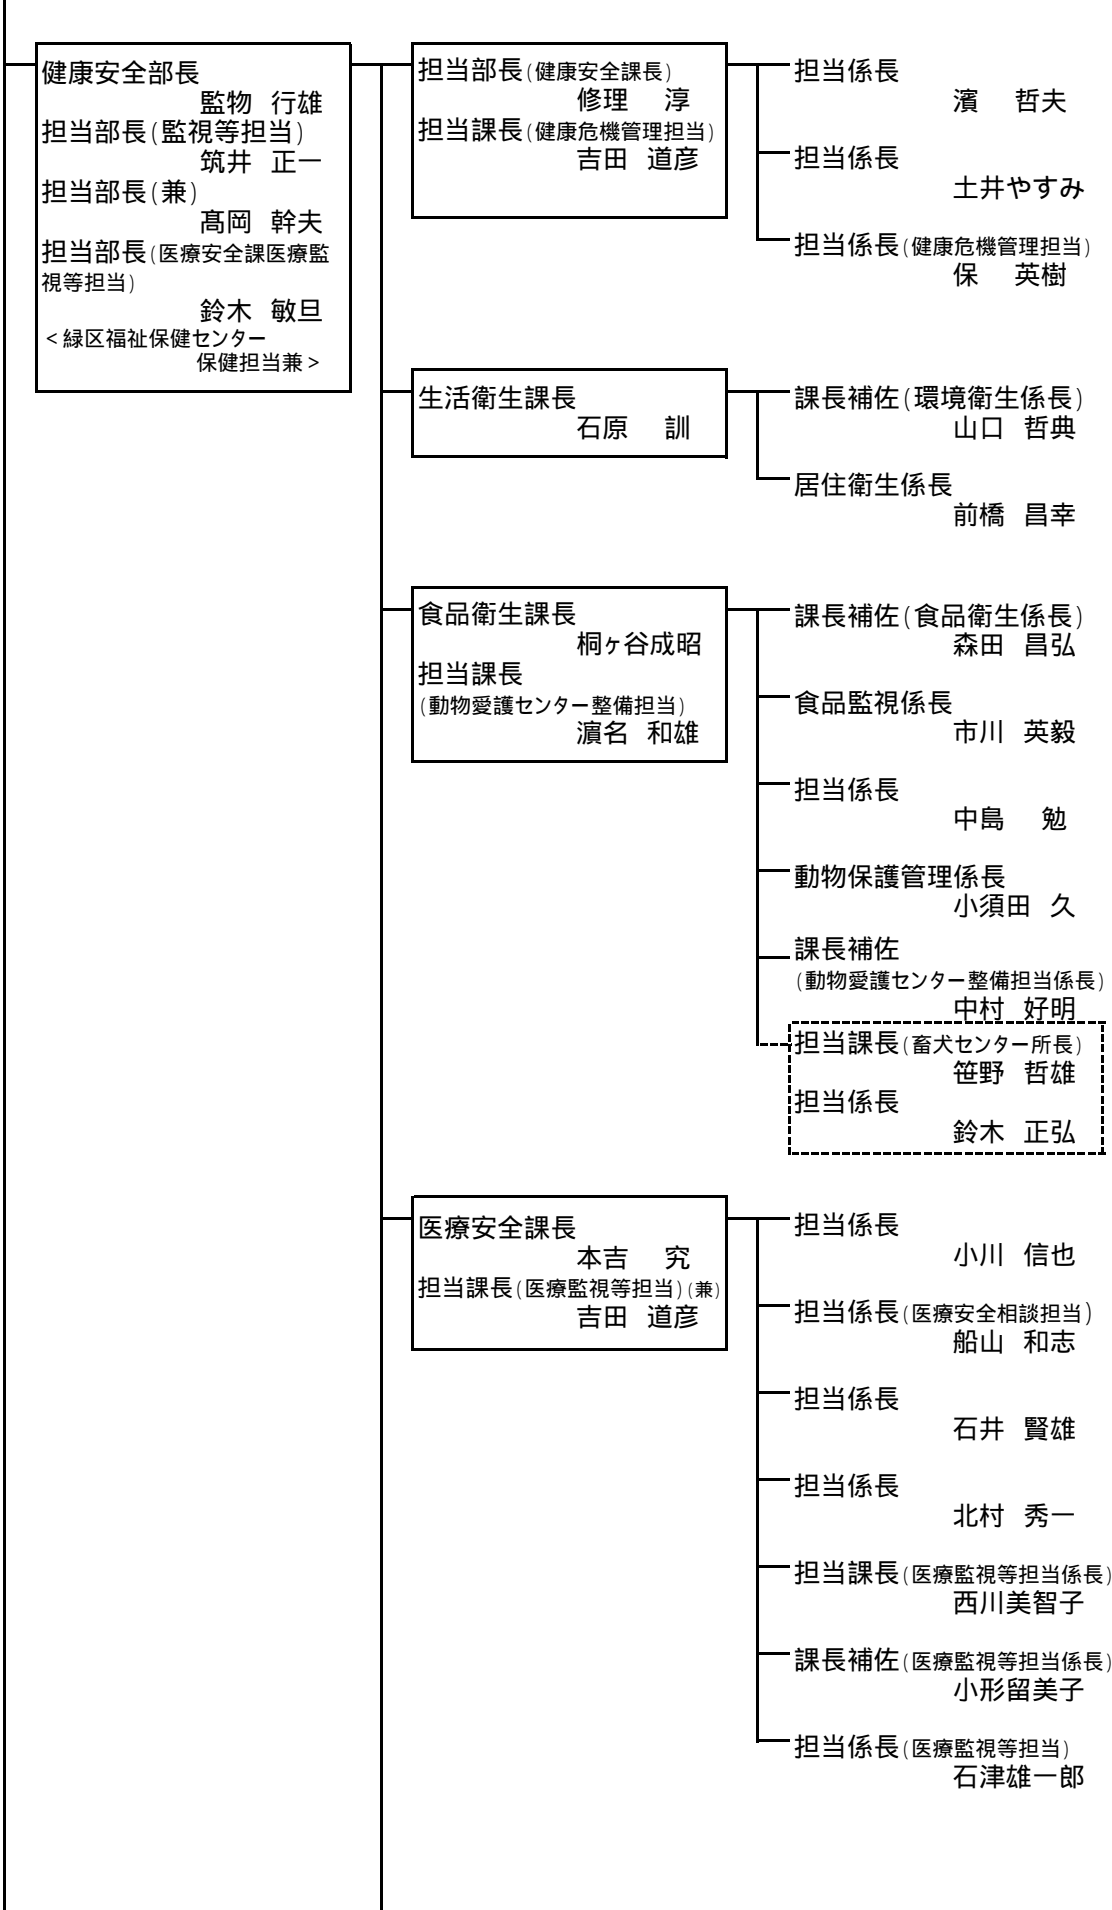 健康安全部長
監物 行雄
担当部長(監視等担当)
筑井 正一
担当部長(兼)
髙岡 幹夫
担当部長(医療安全課医療監
視等担当)
鈴木 敏旦
<緑区福祉保健センター
保健担当兼>
担当部長(健康安全課長)
修理 淳
担当課長(健康危機管理担当)
吉田 道彦
担当係長
濱 哲夫
担当係長
土井やすみ
担当係長(健康危機管理担当)
保 英樹
生活衛生課長
石原 訓
課長補佐(環境衛生係長)
山口 哲典
居住衛生係長
前橋 昌幸
食品衛生課長
桐ヶ谷成昭
担当課長
(動物愛護センター整備担当)
濵名 和雄
課長補佐(食品衛生係長)
森田 昌弘
食品監視係長
市川 英毅
担当係長
中島 勉
動物保護管理係長
小須田 久
課長補佐
(動物愛護センター整備担当係長)
中村 好明
担当課長(畜犬センター所長)
笹野 哲雄
担当係長
鈴木 正弘
医療安全課長
本吉 究
担当課長(医療監視等担当)(兼)
吉田 道彦
担当係長
小川 信也
担当係長(医療安全相談担当)
船山 和志
担当係長
石井 賢雄
担当係長
北村 秀一
担当課長(医療監視等担当係長)
西川美智子
課長補佐(医療監視等担当係長)
小形留美子
担当係長(医療監視等担当)
石津雄一郎